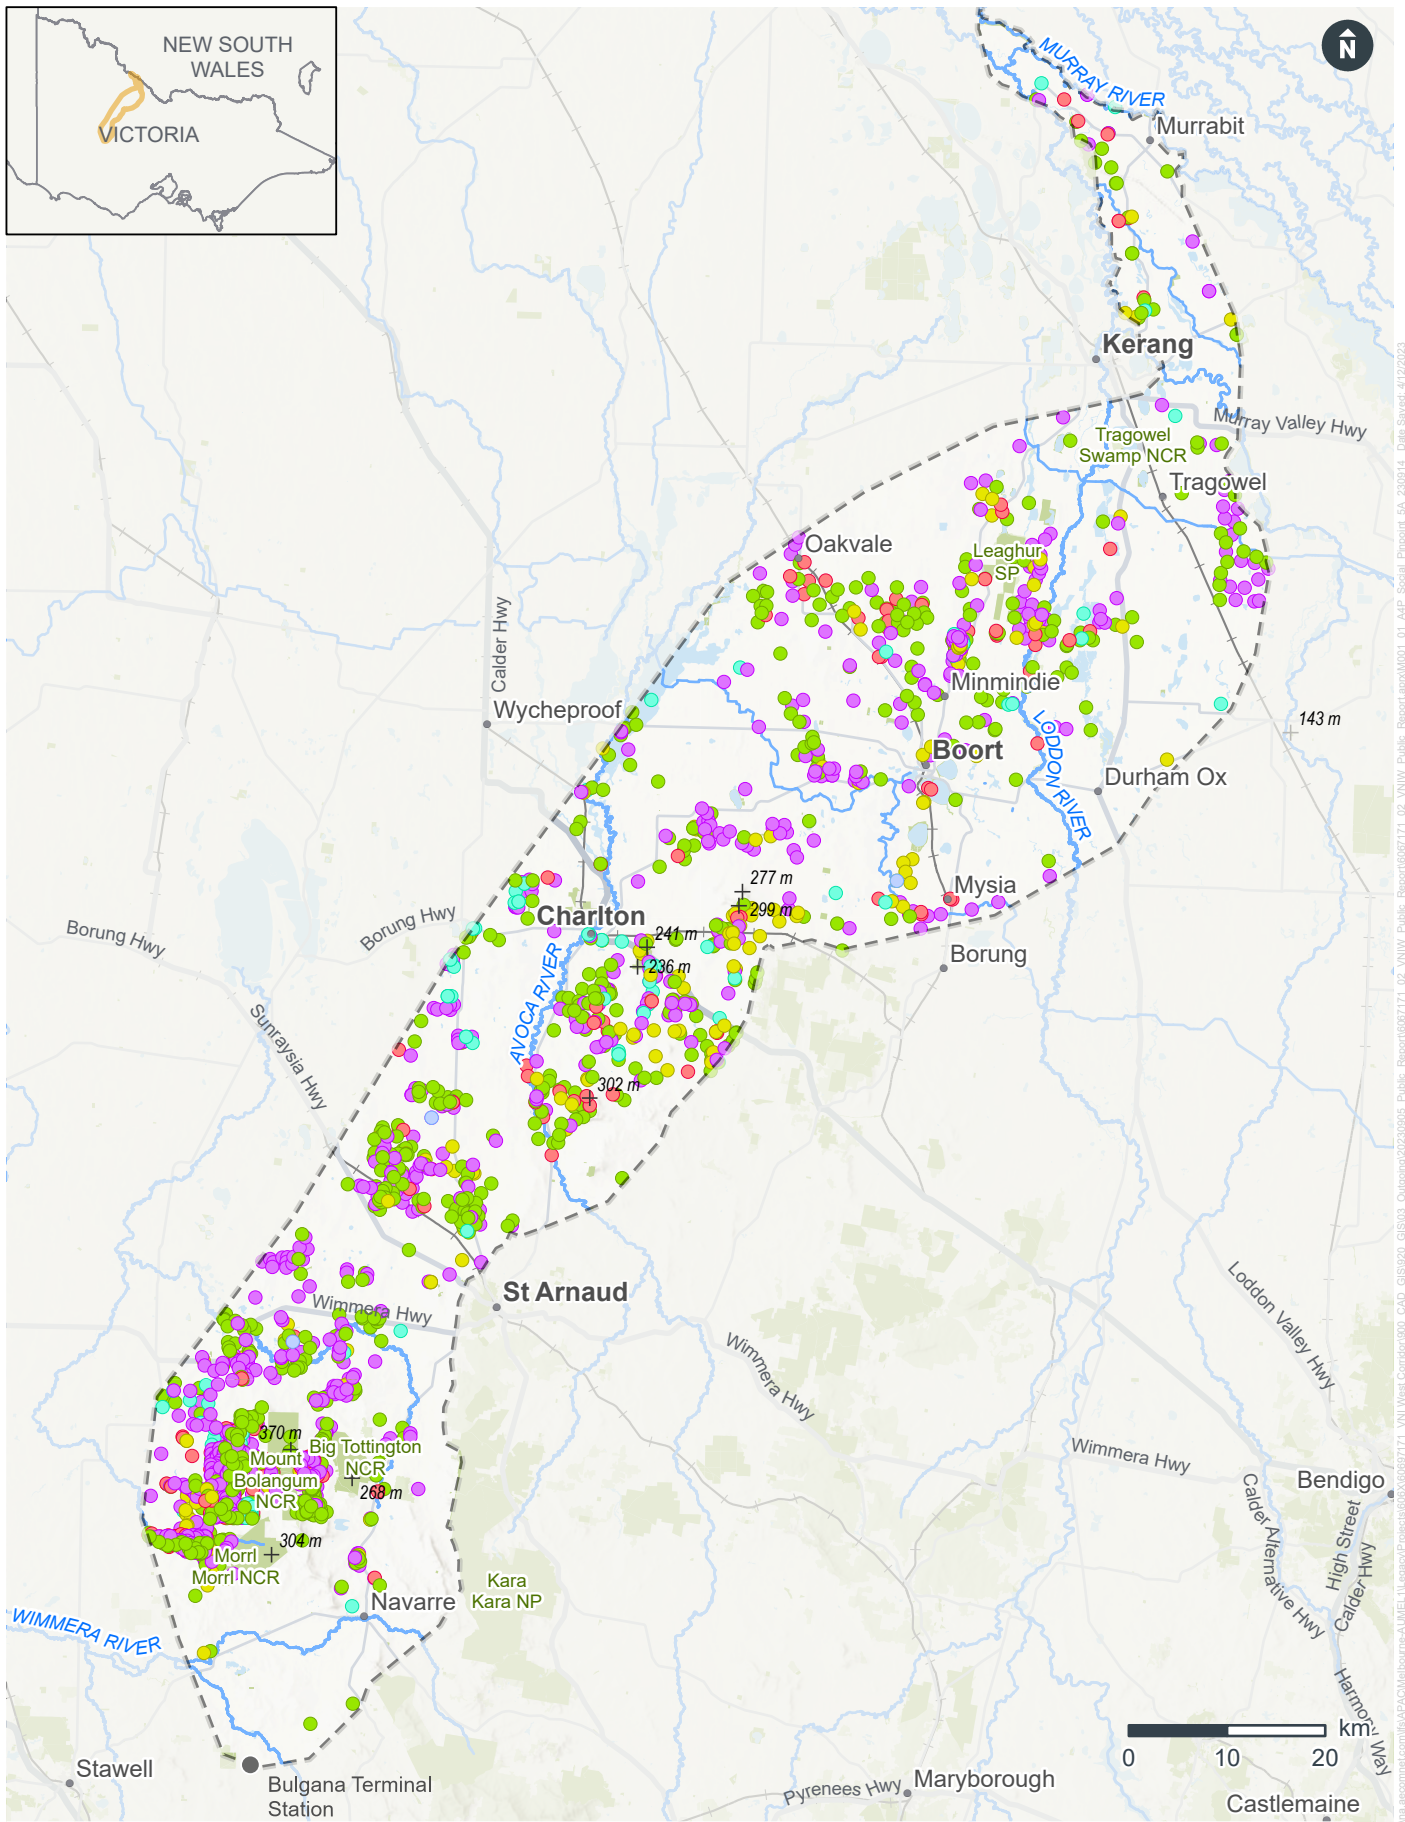 NEW SOUTH
WALES
VICTORIA
N
MURRAY RIVER
Murrabit
Kerang
Murray Valley Hwy
Tragowel
Swamp NCR
Tragowel
Oakvale
Leaghur
SP
Calder Hwy
Minmindie
Wycheproof
143 m
LODDON RIVER
Boort
Durham Ox
277 m
Mysia
299 m
Charlton
Borung Hwy
Borung Hwy
241 m
236 m
Borung
AVOCA RIVER
Sunraysia Hwy
302 m
St Arnaud
Wimmera Hwy
Loddon Valley Hwy
Wimmera Hwy
370 m
Big Tottington
NCR
Mount
Bolangum
NCR
268 m
Wimmera Hwy
Bendigo
Calder Alternative Hwy
High Street
Calder Hwy
304 m
Morrl
Morrl NCR
Kara
Kara NP
Navarre
WIMMERA RIVER
Harmony Way
km
0 10 20
Stawell
Bulgana Terminal
Station
Pyrenees Hwy
Maryborough
Castlemaine